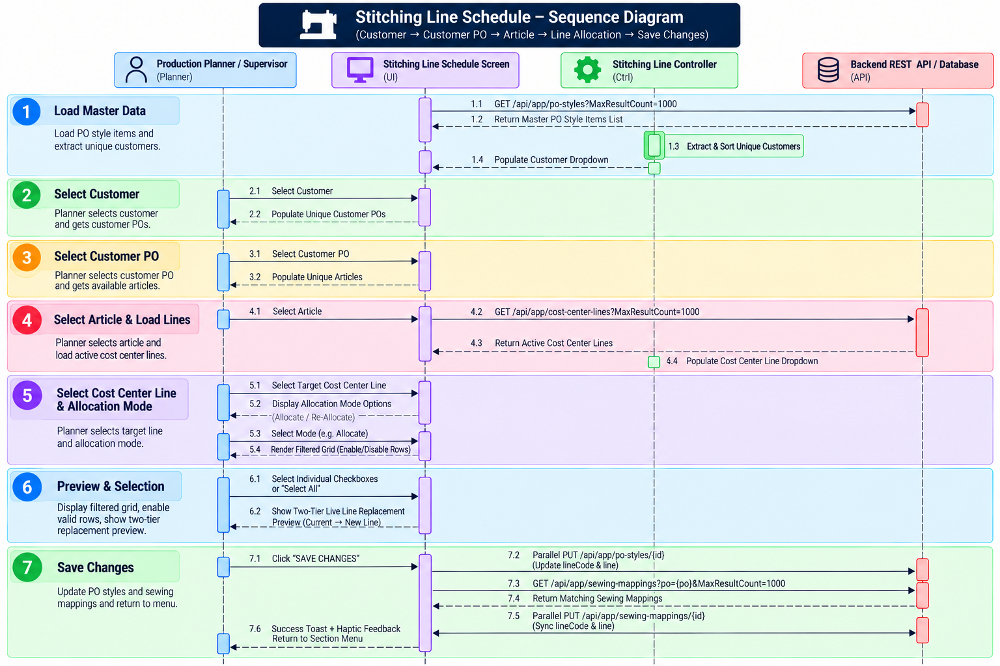 Stitching Line Schedule – Sequence Diagram
(Customer → Customer PO → Article → Line Allocation → Save Changes)
Production Planner / Supervisor
(Planner)
Stitching Line Schedule Screen
(UI)
Stitching Line Controller
(Ctrl)
Backend REST API / Database
(API)
1
Load Master Data
Load PO style items and
extract unique customers.
1.1 GET /api/app/po-styles?MaxResultCount=1000
1.2 Return Master PO Style Items List
1.3 Extract & Sort Unique Customers
1.4 Populate Customer Dropdown
2
Select Customer
Planner selects customer
and gets customer POs.
2.1 Select Customer
2.2 Populate Unique Customer POs
3
Select Customer PO
Planner selects customer PO
and gets available articles.
3.1 Select Customer PO
3.2 Populate Unique Articles
4
Select Article & Load Lines
Planner selects article and
load active cost center lines.
4.1 Select Article
4.2 GET /api/app/cost-center-lines?MaxResultCount=1000
4.3 Return Active Cost Center Lines
4.4 Populate Cost Center Line Dropdown
5
Select Cost Center Line
& Allocation Mode
Planner selects target line
and allocation mode.
5.1 Select Target Cost Center Line
5.2 Display Allocation Mode Options
(Allocate / Re-Allocate)
5.3 Select Mode (e.g. Allocate)
5.4 Render Filtered Grid (Enable/Disable Rows)
6
Preview & Selection
Display filtered grid, enable
valid rows, show two-tier
replacement preview.
6.1 Select Individual Checkboxes
or “Select All”
6.2 Show Two-Tier Live Line Replacement
Preview (Current → New Line)
7
Save Changes
Update PO styles and sewing
mappings and return to menu.
7.1 Click “SAVE CHANGES”
7.2 Parallel PUT /api/app/po-styles/{id}
(Update lineCode & line)
7.3 GET /api/app/sewing-mappings?po={po}&MaxResultCount=1000
7.4 Return Matching Sewing Mappings
7.5 Parallel PUT /api/app/sewing-mappings/{id}
(Sync lineCode & line)
7.6 Success Toast + Haptic Feedback
Return to Section Menu